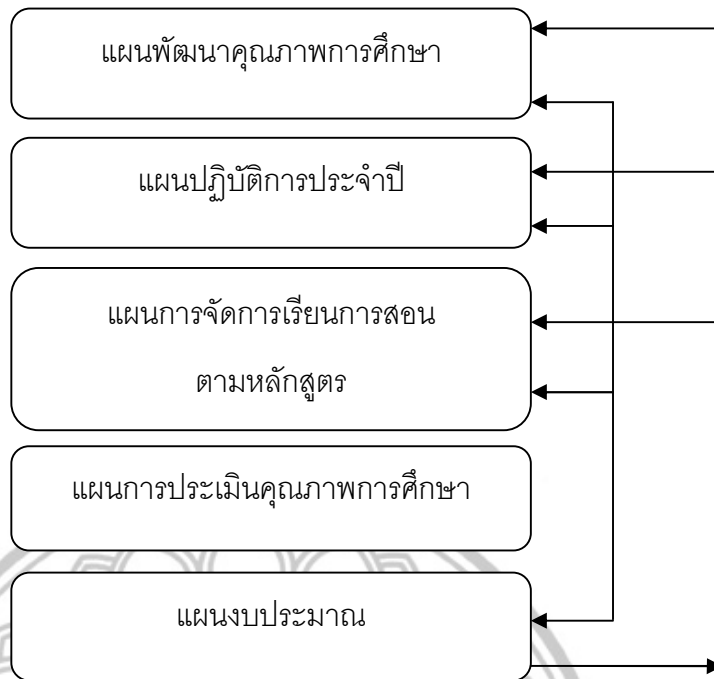 แผนพัฒนาคุณภาพการศึกษา
แผนปฏิบัติการประจำปี
แผนการจัดการเรียนการสอน
ตามหลักสูตร
แผนการประเมินคุณภาพการศึกษา
แผนงบประมาณ